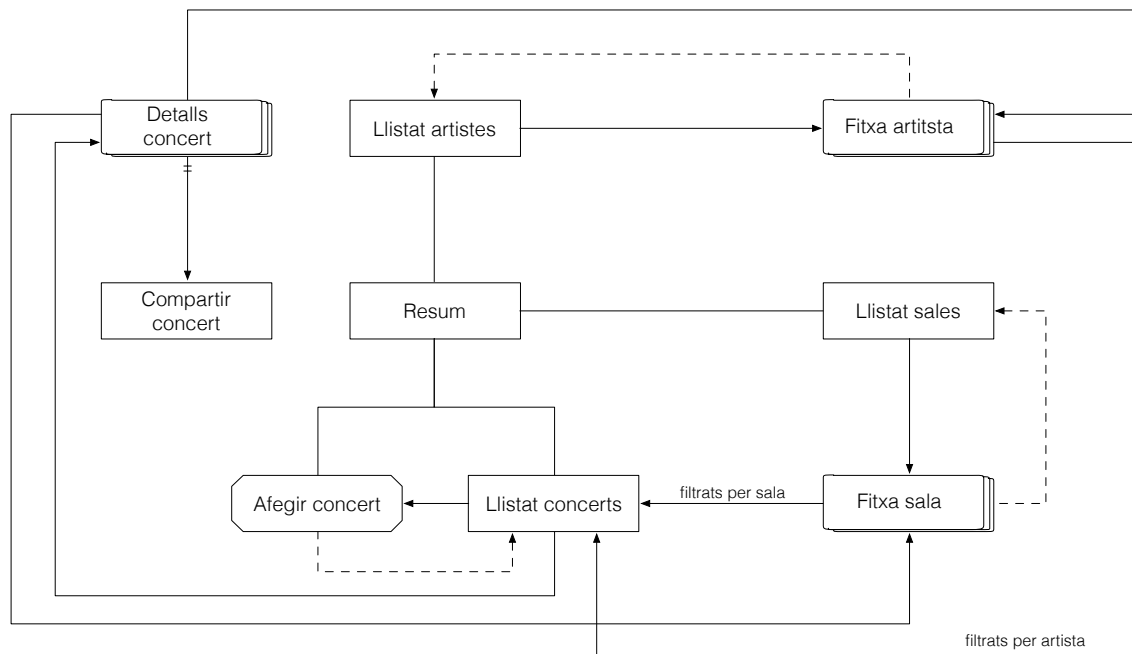 Detalls
concert
Llistat artistes
Fitxa artitsta
Compartir
concert
Resum
Llistat sales
Afegir concert
Llistat concerts
filtrats per sala
Fitxa sala
filtrats per artista